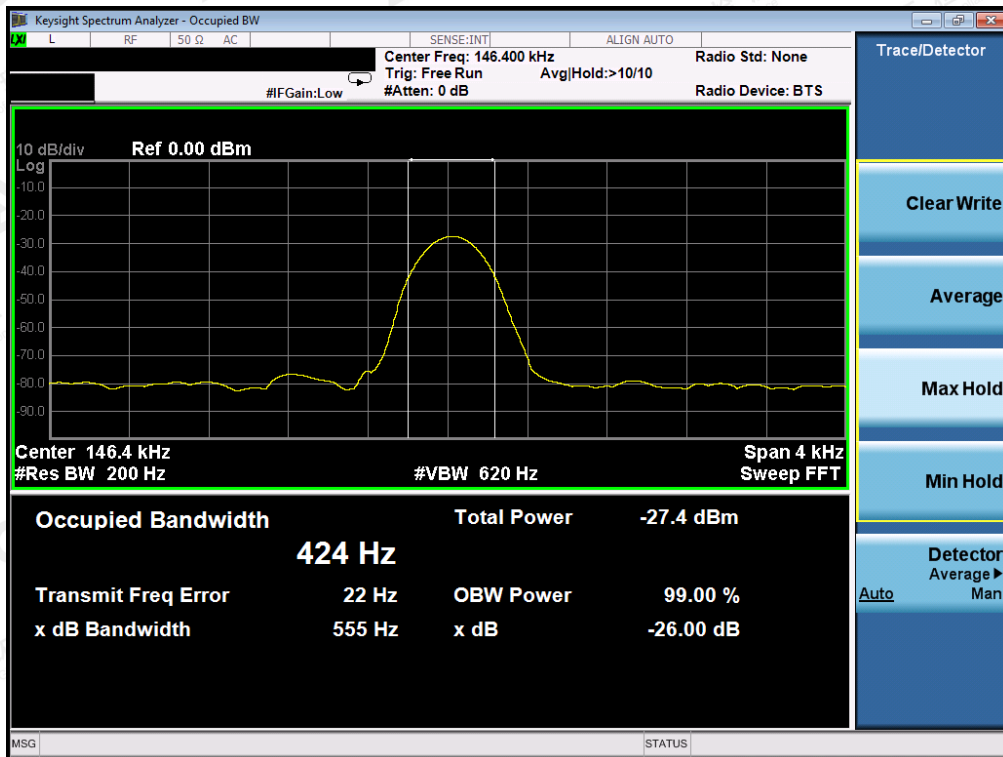 Keysight Spectrum Analyzer - Occupied BW
LXI L RF 50 Ω AC SENSE:INT ALIGN AUTO
Center Freq: 146.400 kHz Radio Std: None
Trig: Free Run Avg|Hold:>10/10
#IFGain:Low #Atten: 0 dB Radio Device: BTS
10 dB/div Ref 0.00 dBm
Log
-10.0
-20.0
-30.0
-40.0
-50.0
-60.0
-70.0
-80.0
-90.0
Center 146.4 kHz Span 4 kHz
#Res BW 200 Hz #VBW 620 Hz Sweep FFT
Occupied Bandwidth Total Power -27.4 dBm
424 Hz
Transmit Freq Error 22 Hz OBW Power 99.00 %
x dB Bandwidth 555 Hz x dB -26.00 dB
MSG STATUS
Trace/Detector
Clear Write
Average
Max Hold
Min Hold
Detector
Average▶
Auto Man